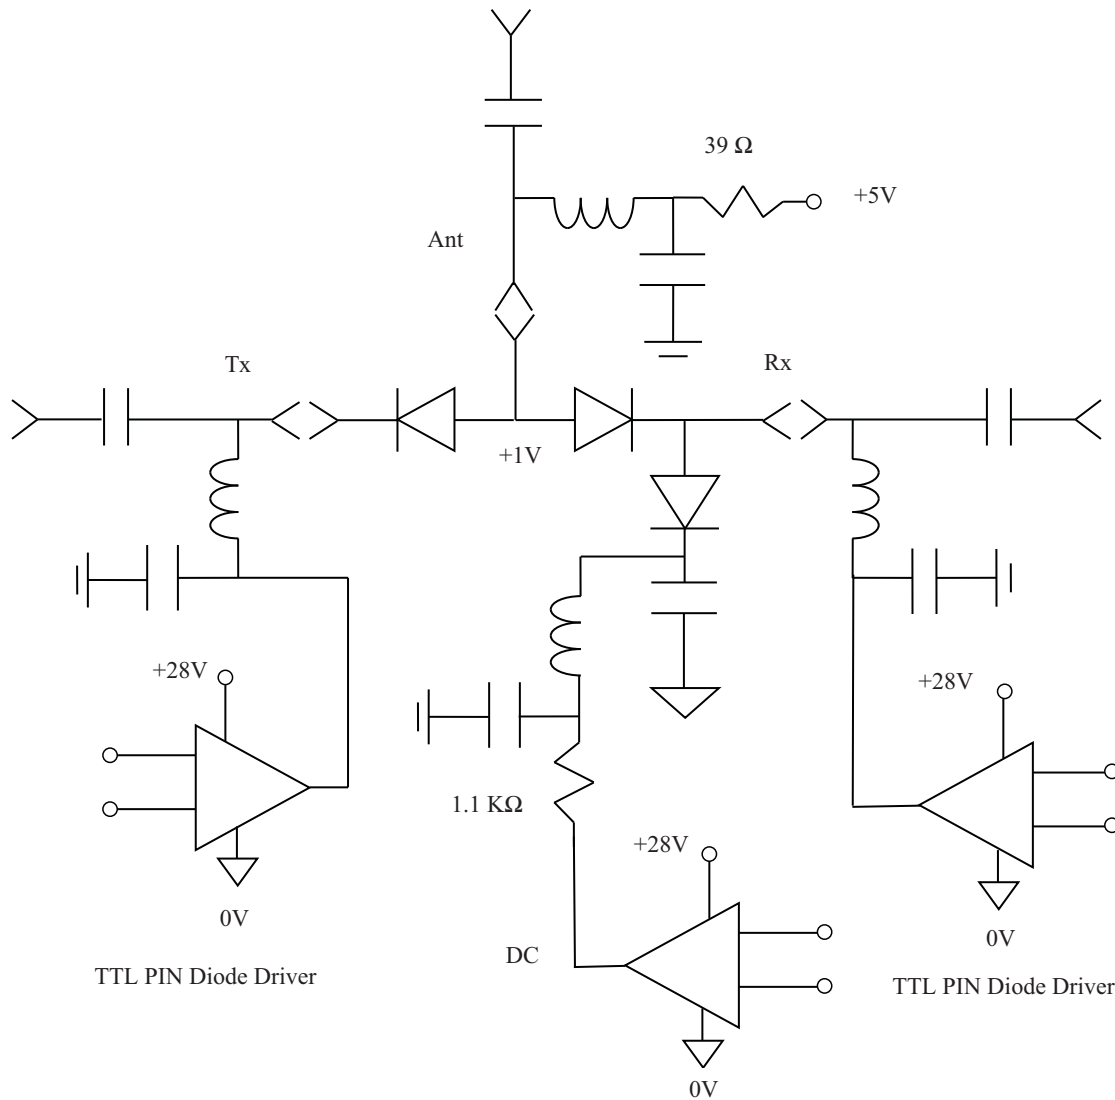 39 Ω
+5V
Ant
Tx
Rx
+1V
+28V
+28V
1.1 KΩ
+28V
0V
DC
0V
TTL PIN Diode Driver
TTL PIN Diode Driver
0V